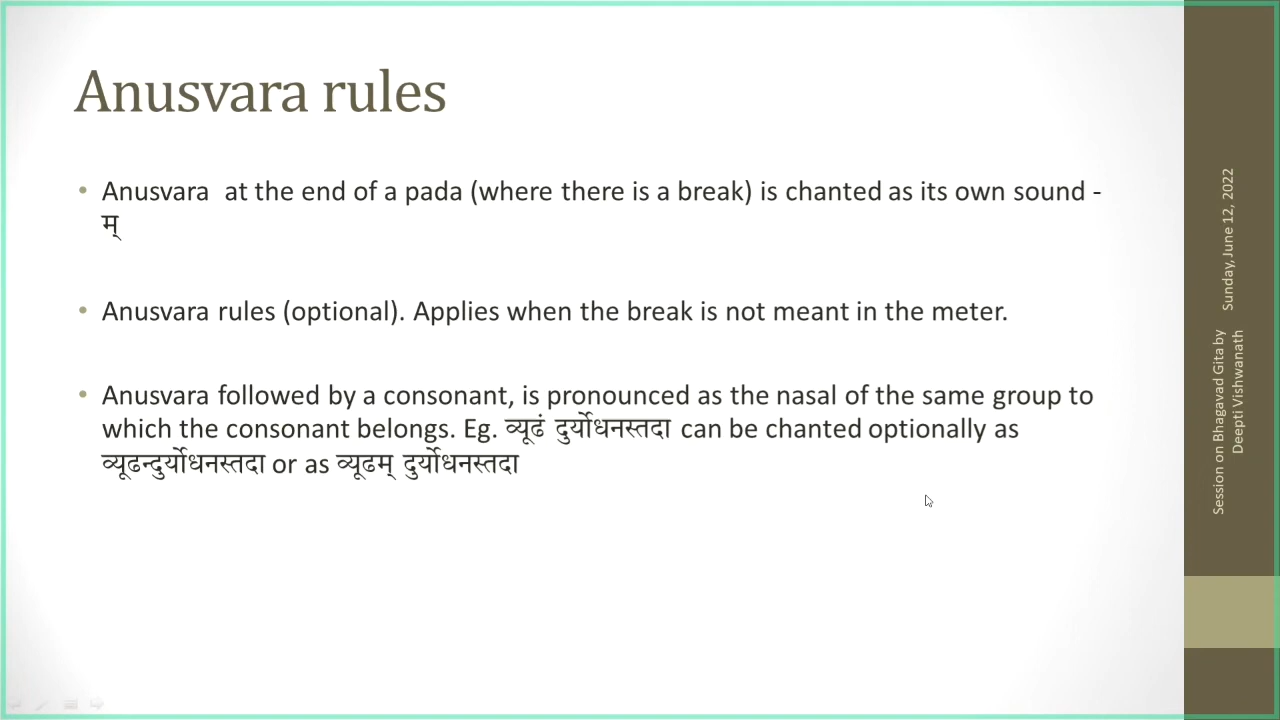 Anusvara rules
Anusvara at the end of a pada (where there is a break) is chanted as its own sound -
म्
Anusvara rules (optional). Applies when the break is not meant in the meter.
Anusvara followed by a consonant, is pronounced as the nasal of the same group to
which the consonant belongs. Eg. व्यूढं दुर्योधनस्तदा can be chanted optionally as
व्यूढन्दुर्योधनस्तदा or as व्यूढम् दुर्योधनस्तदा
Session on Bhagavad Gita by
Deepti Vishwanath
Sunday, June 12, 2022